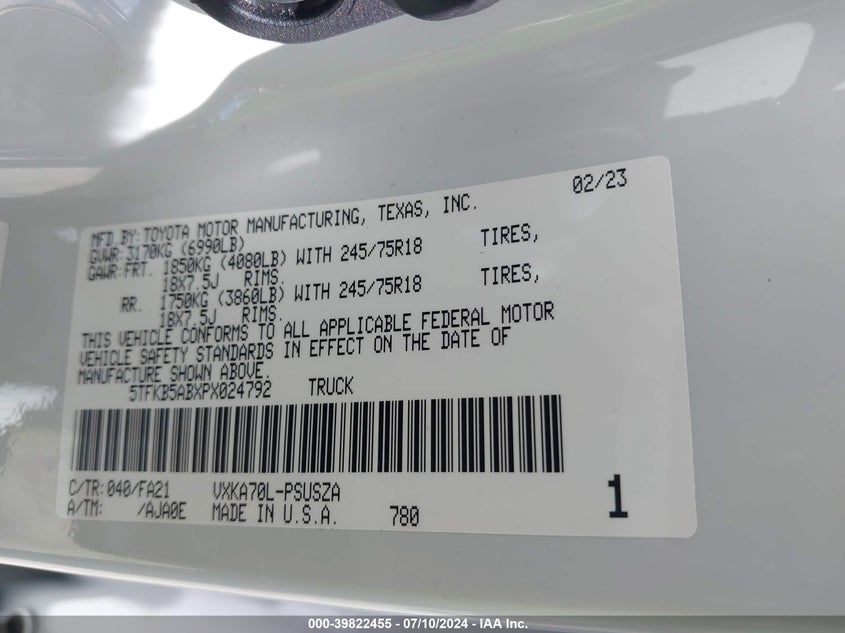 02/23
MFD. BY: TOYOTA MOTOR MANUFACTURING, TEXAS, INC.
GVWR: 3170KG (6990LB)
GAWR: FRT. 1850KG (4080LB) WITH 245/75R18 TIRES,
18X7.5J RIMS.
RR. 1750KG (3860LB) WITH 245/75R18 TIRES,
18X7.5J RIMS.
THIS VEHICLE CONFORMS TO ALL APPLICABLE FEDERAL MOTOR
VEHICLE SAFETY STANDARDS IN EFFECT ON THE DATE OF
MANUFACTURE SHOWN ABOVE.
5TFKB5ABXPX024792 TRUCK
C/TR: 040/FA21 VXKA70L-PSUSZA
A/TM: /AJA0E MADE IN U.S.A. 780 1
000-39822455 - 07/10/2024 - IAA Inc.